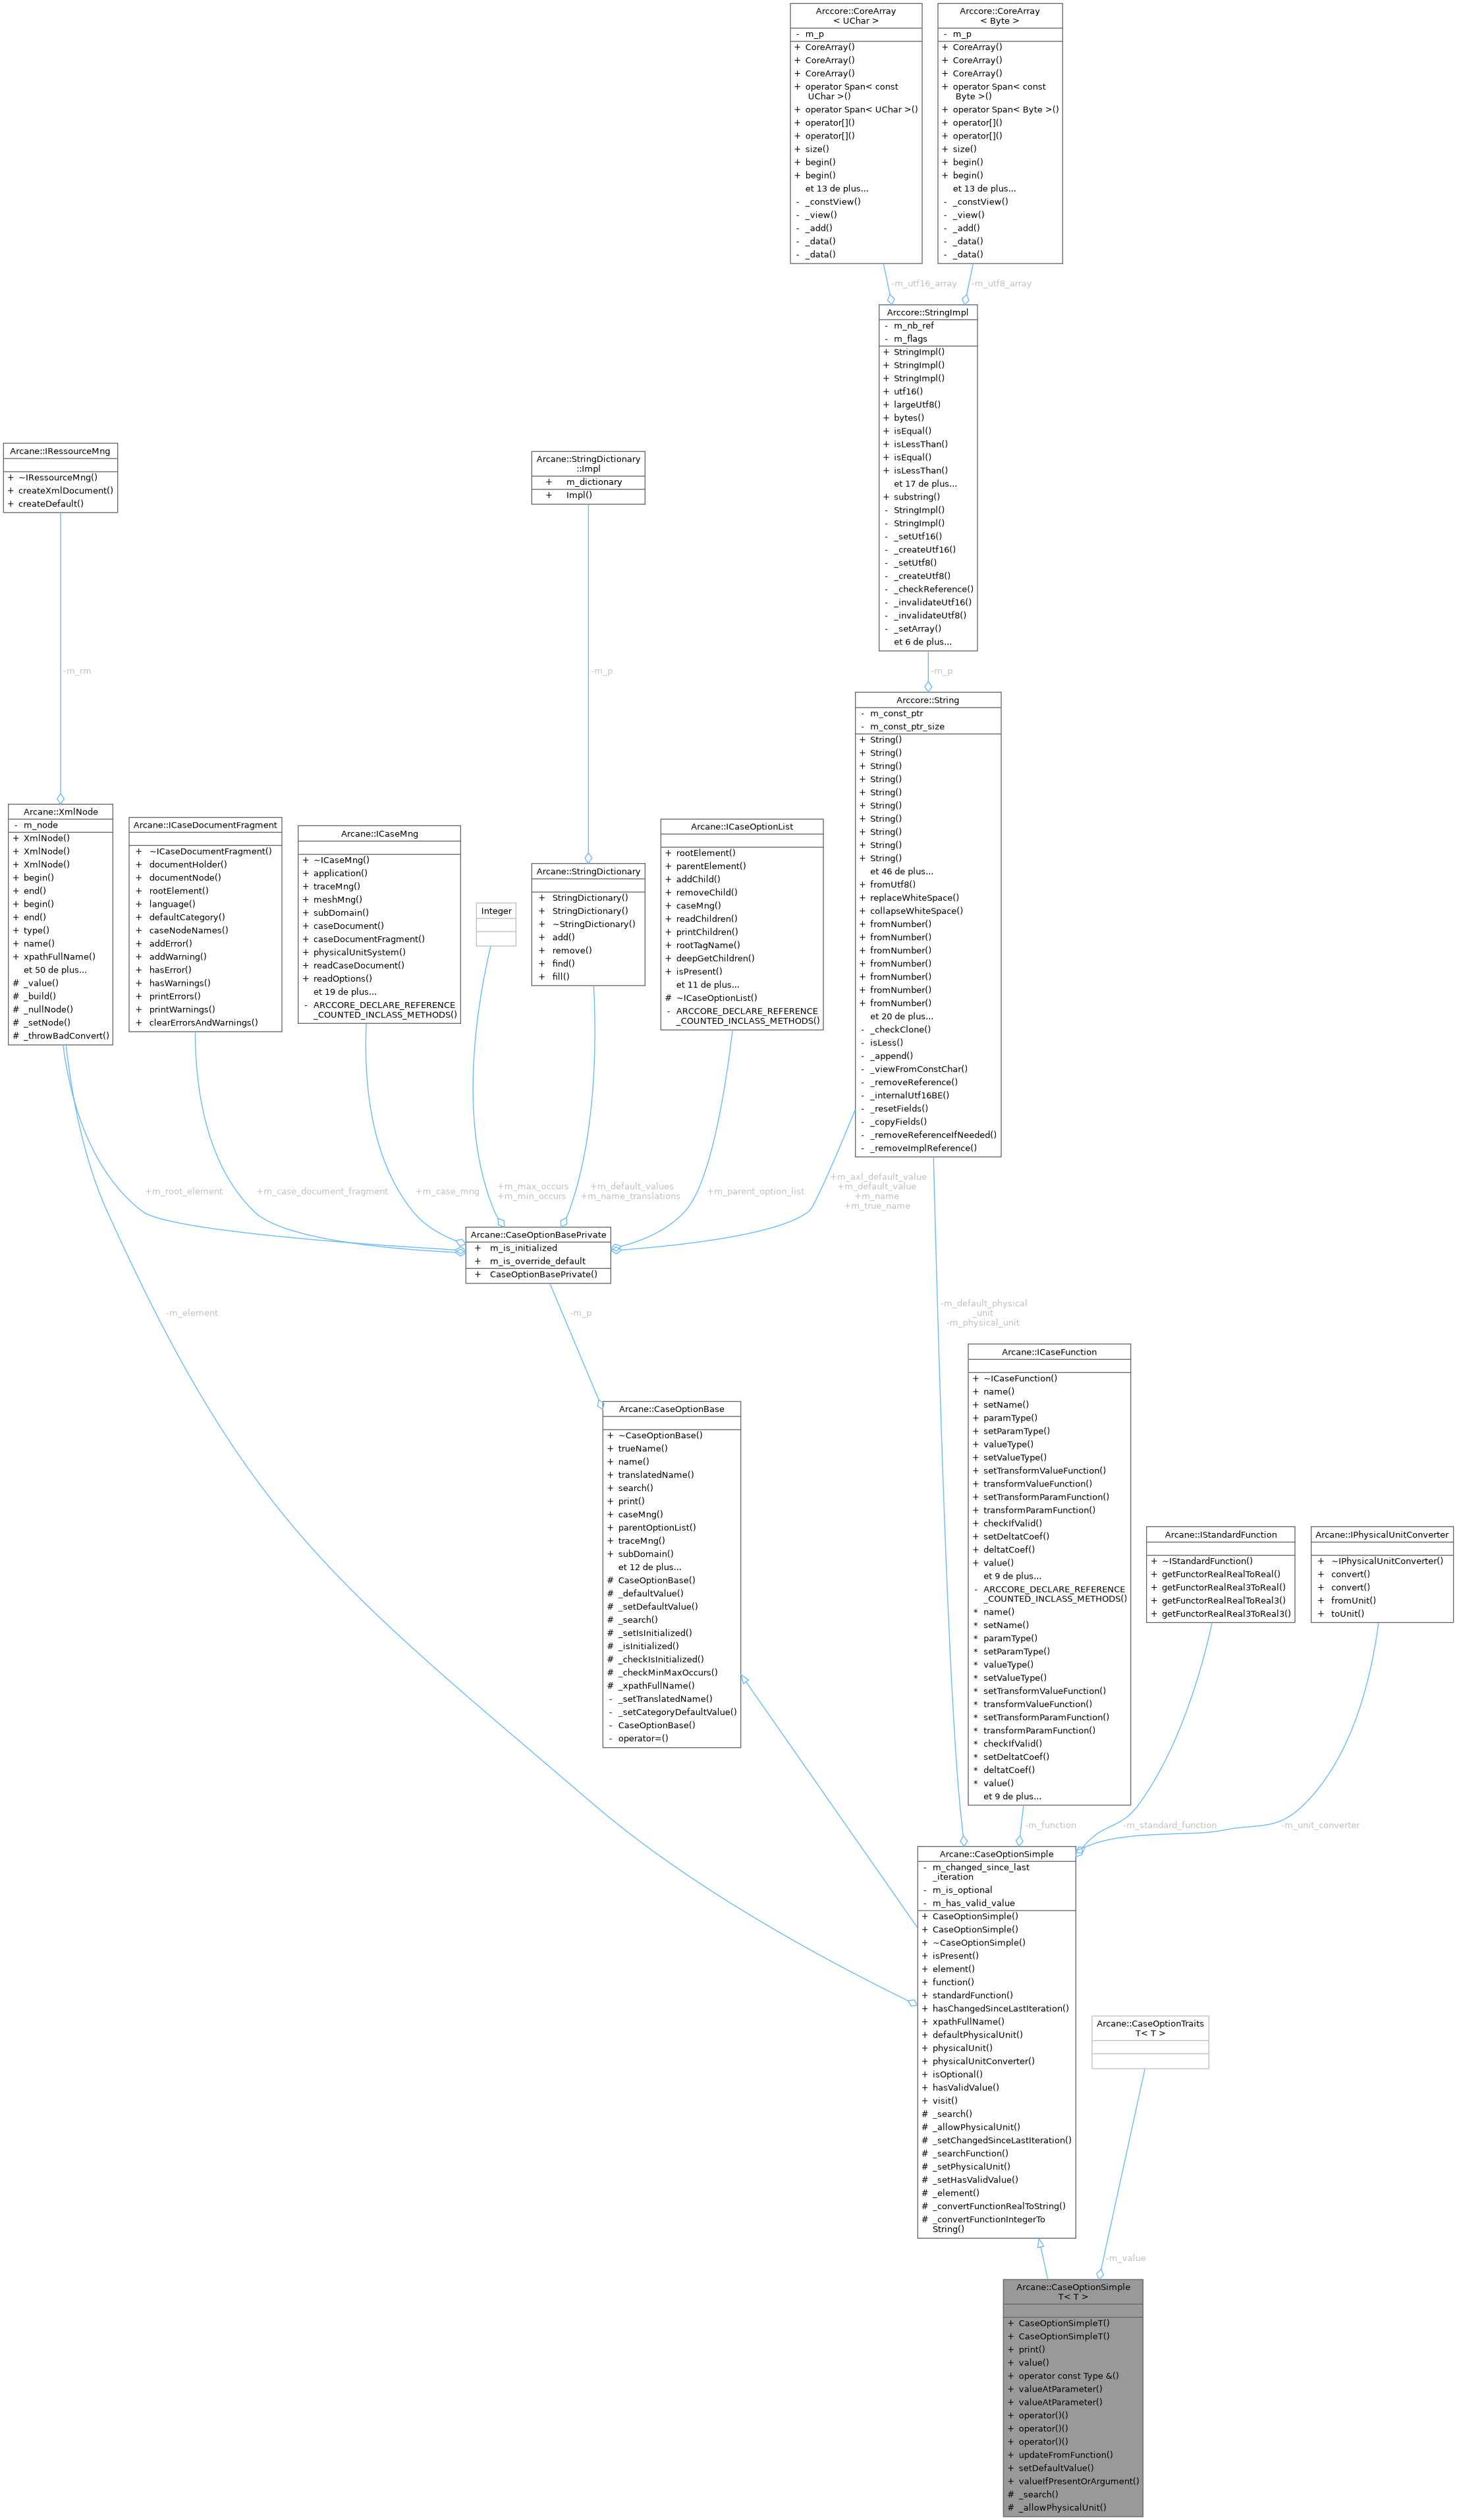 Arccore::CoreArray
< UChar >
- m_p
+ CoreArray()
+ CoreArray()
+ CoreArray()
+ operator Span< const
UChar >()
+ operator Span< UChar >()
+ operator[]()
+ operator[]()
+ size()
+ begin()
+ begin()
et 13 de plus...
- _constView()
- _view()
- _add()
- _data()
- _data()
Arccore::CoreArray
< Byte >
- m_p
+ CoreArray()
+ CoreArray()
+ CoreArray()
+ operator Span< const
Byte >()
+ operator Span< Byte >()
+ operator[]()
+ operator[]()
+ size()
+ begin()
+ begin()
et 13 de plus...
- _constView()
- _view()
- _add()
- _data()
- _data()
-m_utf16_array
-m_utf8_array
Arccore::StringImpl
- m_nb_ref
- m_flags
+ StringImpl()
+ StringImpl()
+ StringImpl()
+ utf16()
+ largeUtf8()
+ bytes()
+ isEqual()
+ isLessThan()
+ isEqual()
+ isLessThan()
et 17 de plus...
+ substring()
- StringImpl()
- StringImpl()
- _setUtf16()
- _createUtf16()
- _setUtf8()
- _createUtf8()
- _checkReference()
- _invalidateUtf16()
- _invalidateUtf8()
- _setArray()
et 6 de plus...
Arcane::IRessourceMng
+ ~IRessourceMng()
+ createXmlDocument()
+ createDefault()
Arcane::StringDictionary
::Impl
+ m_dictionary
+ Impl()
-m_rm
-m_p
-m_p
Arccore::String
- m_const_ptr
- m_const_ptr_size
+ String()
+ String()
+ String()
+ String()
+ String()
+ String()
+ String()
+ String()
+ String()
+ String()
et 46 de plus...
+ fromUtf8()
+ replaceWhiteSpace()
+ collapseWhiteSpace()
+ fromNumber()
+ fromNumber()
+ fromNumber()
+ fromNumber()
+ fromNumber()
+ fromNumber()
+ fromNumber()
et 20 de plus...
- _checkClone()
- isLess()
- _append()
- _viewFromConstChar()
- _removeReference()
- _internalUtf16BE()
- _resetFields()
- _copyFields()
- _removeReferenceIfNeeded()
- _removeImplReference()
Arcane::XmlNode
- m_node
+ XmlNode()
+ XmlNode()
+ XmlNode()
+ begin()
+ end()
+ begin()
+ end()
+ type()
+ name()
+ xpathFullName()
et 50 de plus...
# _value()
# _build()
# _nullNode()
# _setNode()
# _throwBadConvert()
Arcane::ICaseDocumentFragment
+ ~ICaseDocumentFragment()
+ documentHolder()
+ documentNode()
+ rootElement()
+ language()
+ defaultCategory()
+ caseNodeNames()
+ addError()
+ addWarning()
+ hasError()
+ hasWarnings()
+ printErrors()
+ printWarnings()
+ clearErrorsAndWarnings()
Arcane::ICaseMng
+ ~ICaseMng()
+ application()
+ traceMng()
+ meshMng()
+ subDomain()
+ caseDocument()
+ caseDocumentFragment()
+ physicalUnitSystem()
+ readCaseDocument()
+ readOptions()
et 19 de plus...
- ARCCORE_DECLARE_REFERENCE
_COUNTED_INCLASS_METHODS()
Integer
Arcane::StringDictionary
+ StringDictionary()
+ StringDictionary()
+ ~StringDictionary()
+ add()
+ remove()
+ find()
+ fill()
Arcane::ICaseOptionList
+ rootElement()
+ parentElement()
+ addChild()
+ removeChild()
+ caseMng()
+ readChildren()
+ printChildren()
+ rootTagName()
+ deepGetChildren()
+ isPresent()
et 11 de plus...
# ~ICaseOptionList()
- ARCCORE_DECLARE_REFERENCE
_COUNTED_INCLASS_METHODS()
+m_root_element
+m_case_document_fragment
+m_case_mng
+m_max_occurs
+m_min_occurs
+m_default_values
+m_name_translations
+m_parent_option_list
+m_axl_default_value
+m_default_value
+m_name
+m_true_name
Arcane::CaseOptionBasePrivate
+ m_is_initialized
+ m_is_override_default
+ CaseOptionBasePrivate()
-m_element
-m_p
-m_default_physical
_unit
-m_physical_unit
Arcane::CaseOptionBase
+ ~CaseOptionBase()
+ trueName()
+ name()
+ translatedName()
+ search()
+ print()
+ caseMng()
+ parentOptionList()
+ traceMng()
+ subDomain()
et 12 de plus...
# CaseOptionBase()
# _defaultValue()
# _setDefaultValue()
# _search()
# _setIsInitialized()
# _isInitialized()
# _checkIsInitialized()
# _checkMinMaxOccurs()
# _xpathFullName()
- _setTranslatedName()
- _setCategoryDefaultValue()
- CaseOptionBase()
- operator=()
Arcane::ICaseFunction
+ ~ICaseFunction()
+ name()
+ setName()
+ paramType()
+ setParamType()
+ valueType()
+ setValueType()
+ setTransformValueFunction()
+ transformValueFunction()
+ setTransformParamFunction()
+ transformParamFunction()
+ checkIfValid()
+ setDeltatCoef()
+ deltatCoef()
+ value()
et 9 de plus...
- ARCCORE_DECLARE_REFERENCE
_COUNTED_INCLASS_METHODS()
* name()
* setName()
* paramType()
* setParamType()
* valueType()
* setValueType()
* setTransformValueFunction()
* transformValueFunction()
* setTransformParamFunction()
* transformParamFunction()
* checkIfValid()
* setDeltatCoef()
* deltatCoef()
* value()
et 9 de plus...
Arcane::IStandardFunction
+ ~IStandardFunction()
+ getFunctorRealRealToReal()
+ getFunctorRealReal3ToReal()
+ getFunctorRealRealToReal3()
+ getFunctorRealReal3ToReal3()
Arcane::IPhysicalUnitConverter
+ ~IPhysicalUnitConverter()
+ convert()
+ convert()
+ fromUnit()
+ toUnit()
-m_function
-m_standard_function
-m_unit_converter
Arcane::CaseOptionSimple
- m_changed_since_last
_iteration
- m_is_optional
- m_has_valid_value
+ CaseOptionSimple()
+ CaseOptionSimple()
+ ~CaseOptionSimple()
+ isPresent()
+ element()
+ function()
+ standardFunction()
+ hasChangedSinceLastIteration()
+ xpathFullName()
+ defaultPhysicalUnit()
+ physicalUnit()
+ physicalUnitConverter()
+ isOptional()
+ hasValidValue()
+ visit()
# _search()
# _allowPhysicalUnit()
# _setChangedSinceLastIteration()
# _searchFunction()
# _setPhysicalUnit()
# _setHasValidValue()
# _element()
# _convertFunctionRealToString()
# _convertFunctionIntegerTo
String()
Arcane::CaseOptionTraits
T< T >
-m_value
Arcane::CaseOptionSimple
T< T >
+ CaseOptionSimpleT()
+ CaseOptionSimpleT()
+ print()
+ value()
+ operator const Type &()
+ valueAtParameter()
+ valueAtParameter()
+ operator()()
+ operator()()
+ operator()()
+ updateFromFunction()
+ setDefaultValue()
+ valueIfPresentOrArgument()
# _search()
# _allowPhysicalUnit()